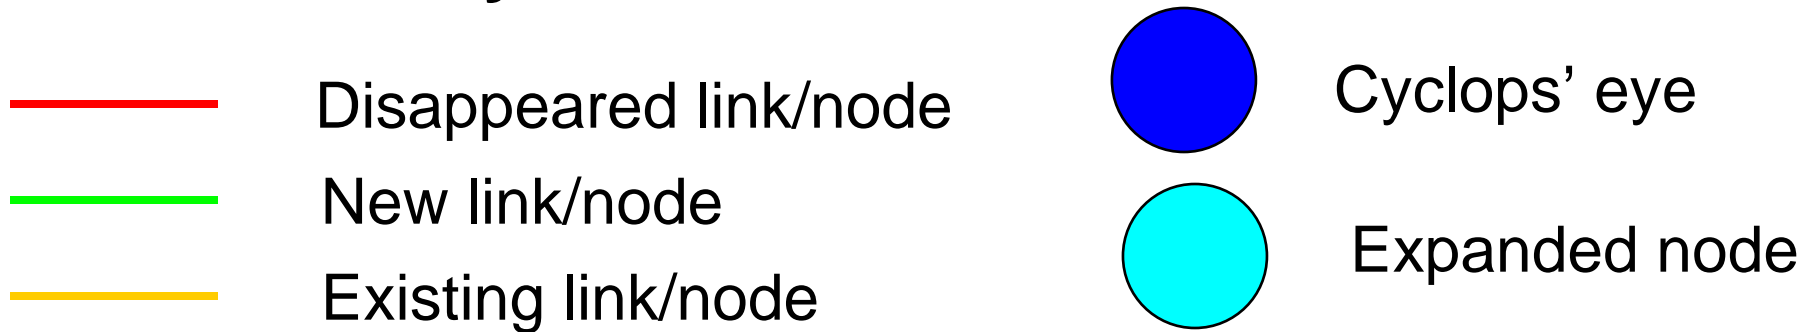 Disappeared link/node
New link/node
Existing link/node
Cyclops’ eye
Expanded node